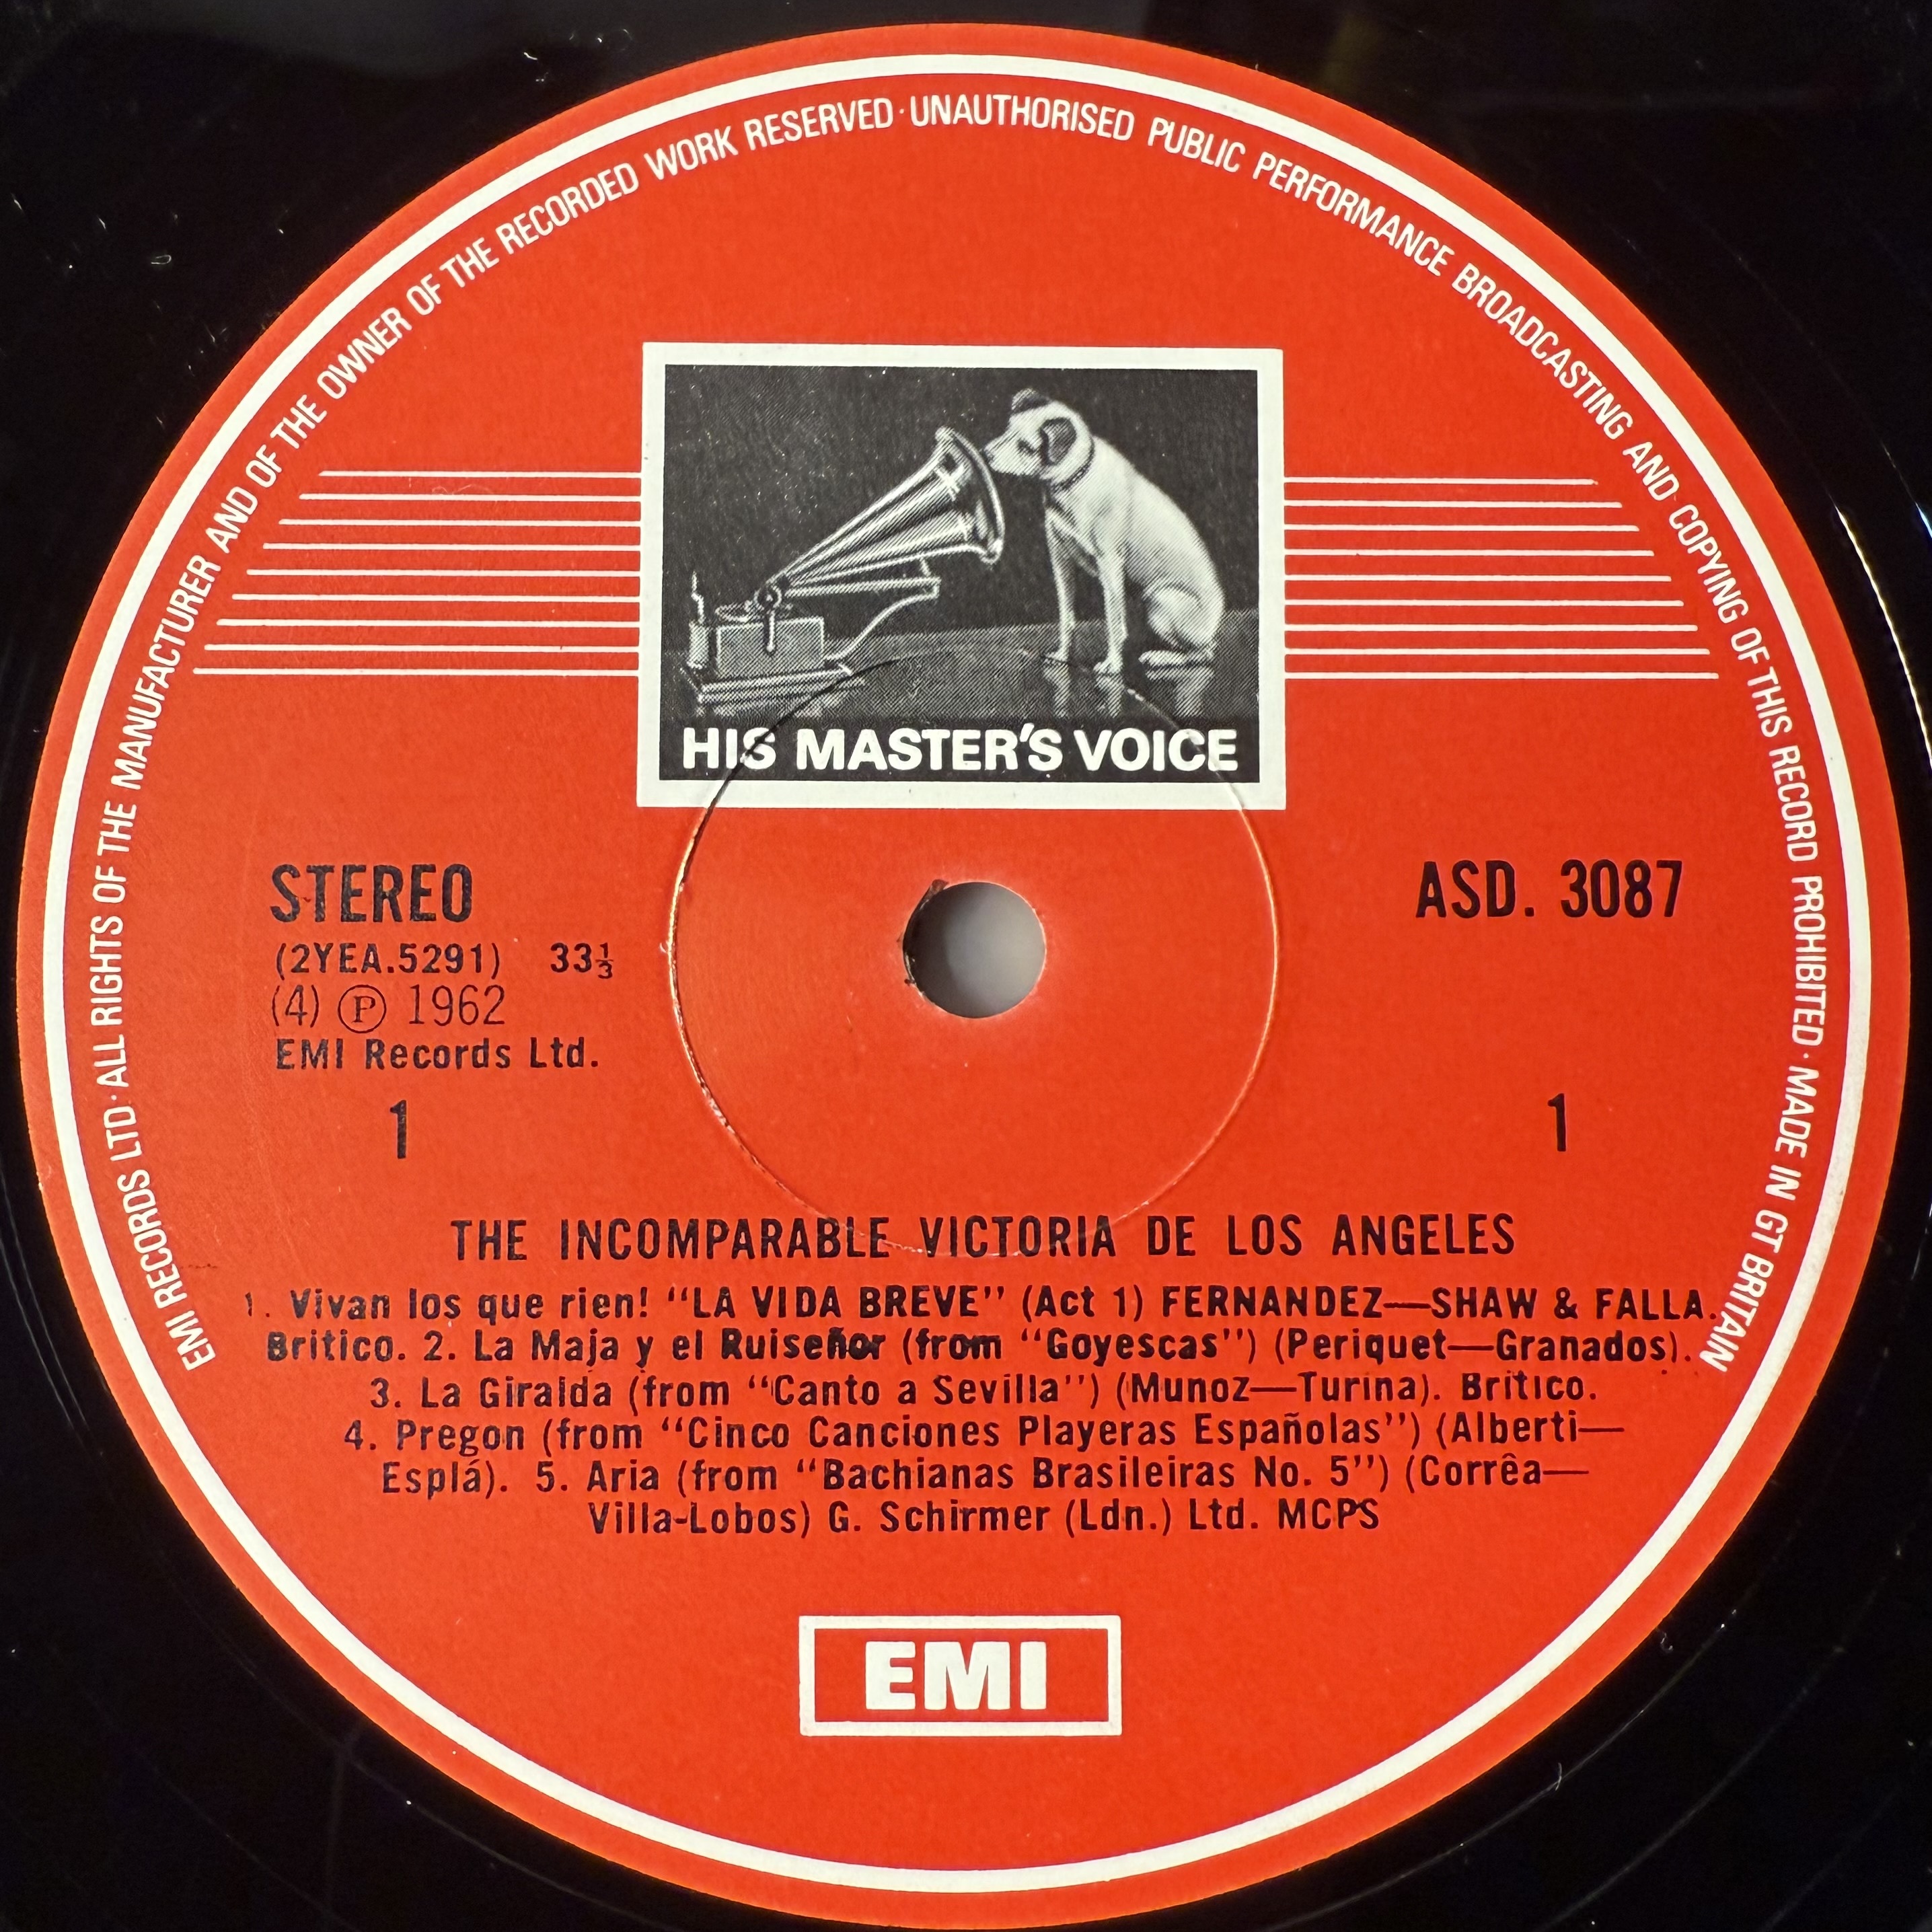 EMI RECORDS LTD · ALL RIGHTS OF THE MANUFACTURER AND OF THE OWNER OF THE RECORDED WORK RESERVED · UNAUTHORISED PUBLIC PERFORMANCE BROADCASTING AND COPYING OF THIS RECORD PROHIBITED · MADE IN GT BRITAIN
HIS MASTER'S VOICE
STEREO
ASD. 3087
(2YEA.5291) 33⅓
(4) Ⓟ 1962
EMI Records Ltd.
1 1
THE INCOMPARABLE VICTORIA DE LOS ANGELES
1. Vivan los que rien! “LA VIDA BREVE” (Act 1) FERNANDEZ—SHAW & FALLA.
Britico. 2. La Maja y el Ruiseñor (from “Goyescas”) (Periquet—Granados).
3. La Giralda (from “Canto a Sevilla”) (Munoz—Turina). Britico.
4. Pregon (from “Cinco Canciones Playeras Españolas”) (Alberti—
Esplá). 5. Aria (from “Bachianas Brasileiras No. 5”) (Corrêa—
Villa-Lobos) G. Schirmer (Ldn.) Ltd. MCPS
EMI